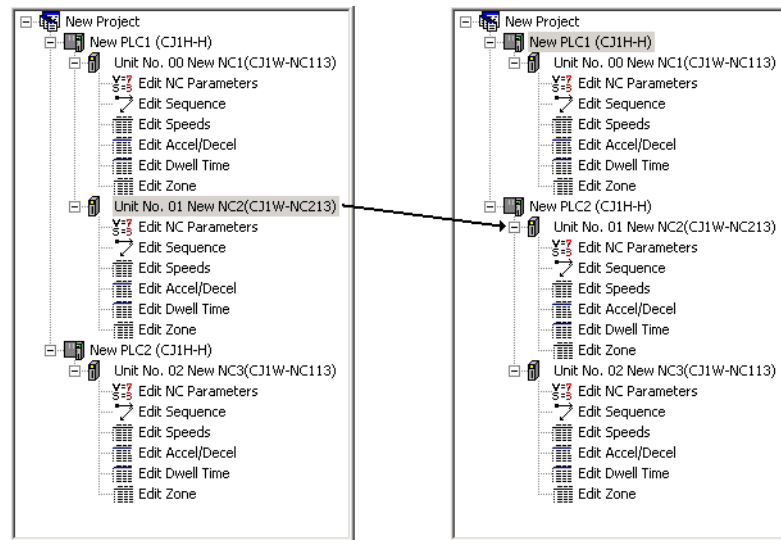 New Project
New PLC1 (CJ1H-H)
Unit No. 00 New NC1(CJ1W-NC113)
Edit NC Parameters
Edit Sequence
Edit Speeds
Edit Accel/Decel
Edit Dwell Time
Edit Zone
Unit No. 01 New NC2(CJ1W-NC213)
Edit NC Parameters
Edit Sequence
Edit Speeds
Edit Accel/Decel
Edit Dwell Time
Edit Zone
New PLC2 (CJ1H-H)
Unit No. 02 New NC3(CJ1W-NC113)
Edit NC Parameters
Edit Sequence
Edit Speeds
Edit Accel/Decel
Edit Dwell Time
Edit Zone
New Project
New PLC1 (CJ1H-H)
Unit No. 00 New NC1(CJ1W-NC113)
Edit NC Parameters
Edit Sequence
Edit Speeds
Edit Accel/Decel
Edit Dwell Time
Edit Zone
New PLC2 (CJ1H-H)
Unit No. 01 New NC2(CJ1W-NC213)
Edit NC Parameters
Edit Sequence
Edit Speeds
Edit Accel/Decel
Edit Dwell Time
Edit Zone
Unit No. 02 New NC3(CJ1W-NC113)
Edit NC Parameters
Edit Sequence
Edit Speeds
Edit Accel/Decel
Edit Dwell Time
Edit Zone